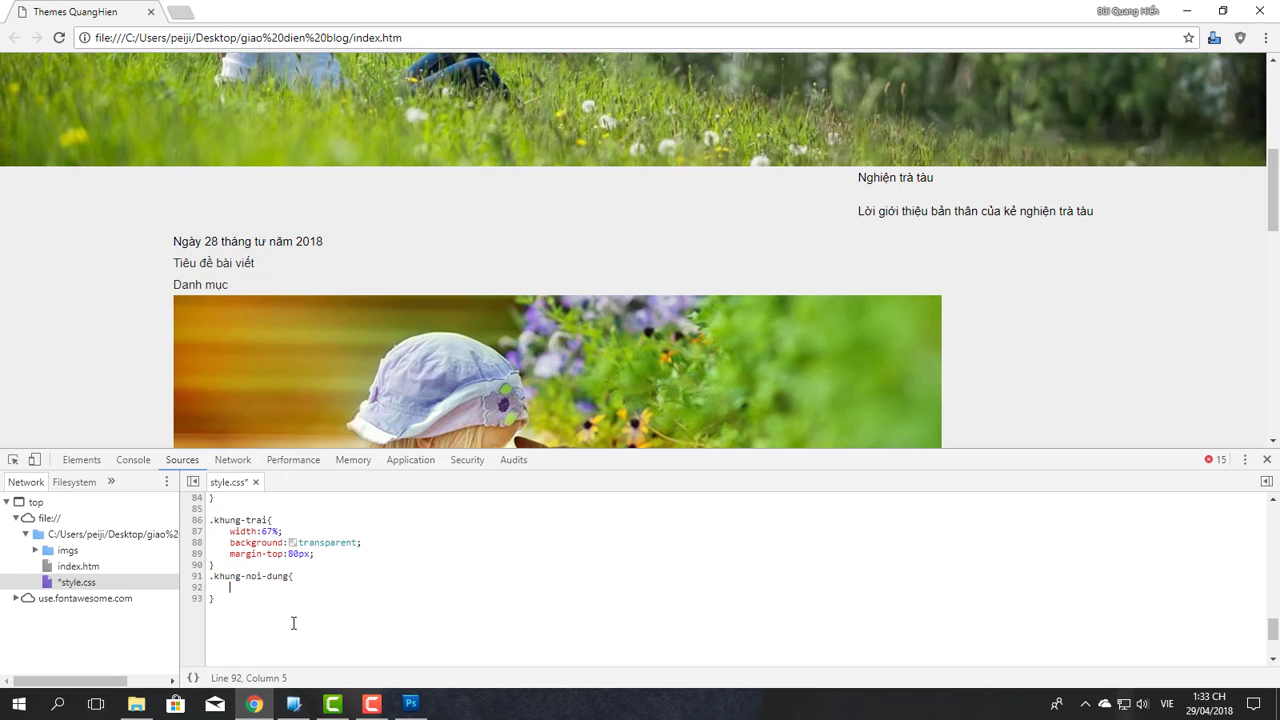 Themes QuangHien
Bùi Quang Hiển
file:///C:/Users/peiji/Desktop/giao%20dien%20blog/index.htm
Nghiện trà tàu
Lời giới thiệu bản thân của kẻ nghiện trà tàu
Ngày 28 tháng tư năm 2018
Tiêu đề bài viết
Danh mục
Elements Console Sources Network Performance Memory Application Security Audits 15
Network Filesystem
style.css*
top
file://
C:/Users/peiji/Desktop/giao%2
imgs
index.htm
*style.css
use.fontawesome.com
84 }
85
86 .khung-trai{
87 width:67%;
88 background:transparent;
89 margin-top:80px;
90 }
91 .khung-noi-dung{
92
93 }
{} Line 92, Column 5
Ps
VIE
1:33 CH
29/04/2018